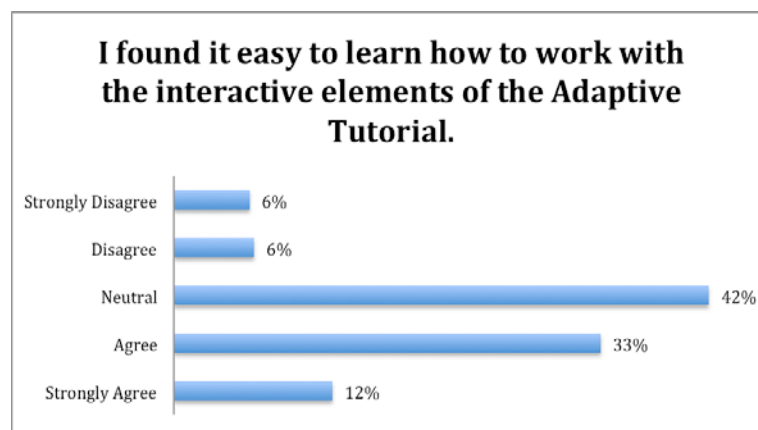 I found it easy to learn how to work with
the interactive elements of the Adaptive
Tutorial.
Strongly Disagree 6%
Disagree 6%
Neutral 42%
Agree 33%
Strongly Agree 12%